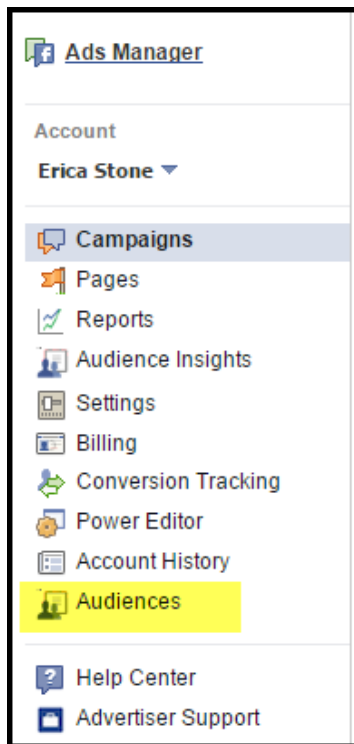 Ads Manager
Account
Erica Stone
Campaigns
Pages
Reports
Audience Insights
Settings
Billing
Conversion Tracking
Power Editor
Account History
Audiences
Help Center
Advertiser Support